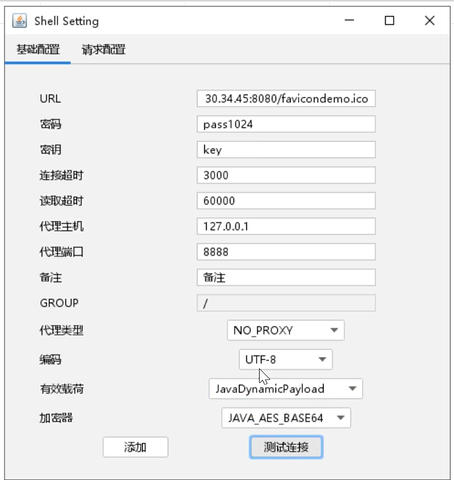 Shell Setting
基础配置 请求配置
URL 30.34.45:8080/favicondemo.ico
密码 pass1024
密钥 key
连接超时 3000
读取超时 60000
代理主机 127.0.0.1
代理端口 8888
备注 备注
GROUP /
代理类型 NO_PROXY
编码 UTF-8
有效载荷 JavaDynamicPayload
加密器 JAVA_AES_BASE64
添加 测试连接